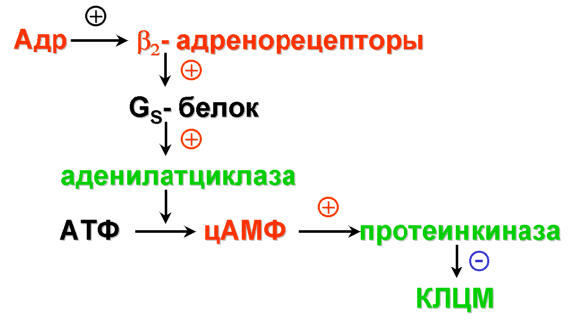 Адр ⊕ β2- адренорецепторы
⊕
GS- белок
⊕
аденилатциклаза
АТФ цАМФ ⊕ протеинкиназа
⊖
КЛЦМ